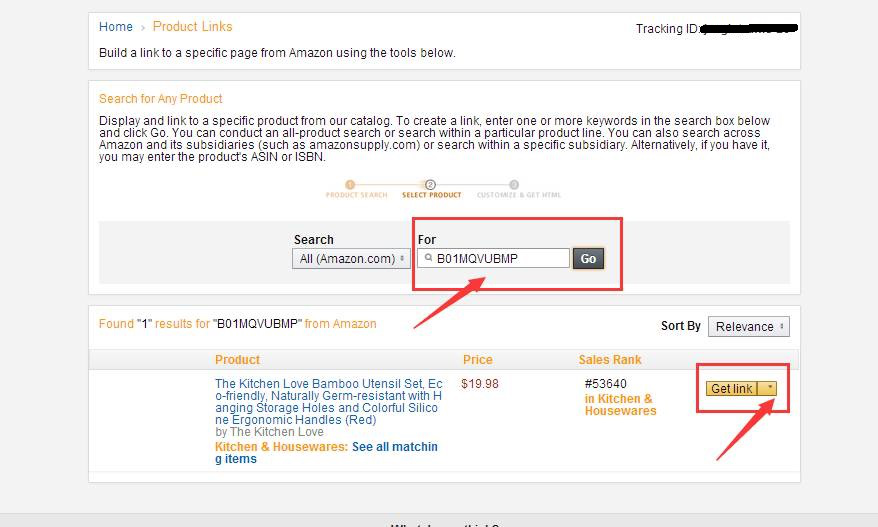 Home › Product Links
Tracking ID:
Build a link to a specific page from Amazon using the tools below.
Search for Any Product
Display and link to a specific product from our catalog. To create a link, enter one or more keywords in the search box below
and click Go. You can conduct an all-product search or search within a particular product line. You can also search across
Amazon and its subsidiaries (such as amazonsupply.com) or search within a specific subsidiary. Alternatively, if you have it,
you may enter the product's ASIN or ISBN.
1 2 3
PRODUCT SEARCH SELECT PRODUCT CUSTOMIZE & GET HTML
Search For
All (Amazon.com) B01MQVUBMP Go
Found "1" results for "B01MQVUBMP" from Amazon
Sort By Relevance
Product Price Sales Rank
The Kitchen Love Bamboo Utensil Set, Ec
o-friendly, Naturally Germ-resistant with H
anging Storage Holes and Colorful Silico
ne Ergonomic Handles (Red)
by The Kitchen Love
Kitchen & Housewares: See all matchin
g items
$19.98
#53640
in Kitchen &
Housewares
Get link